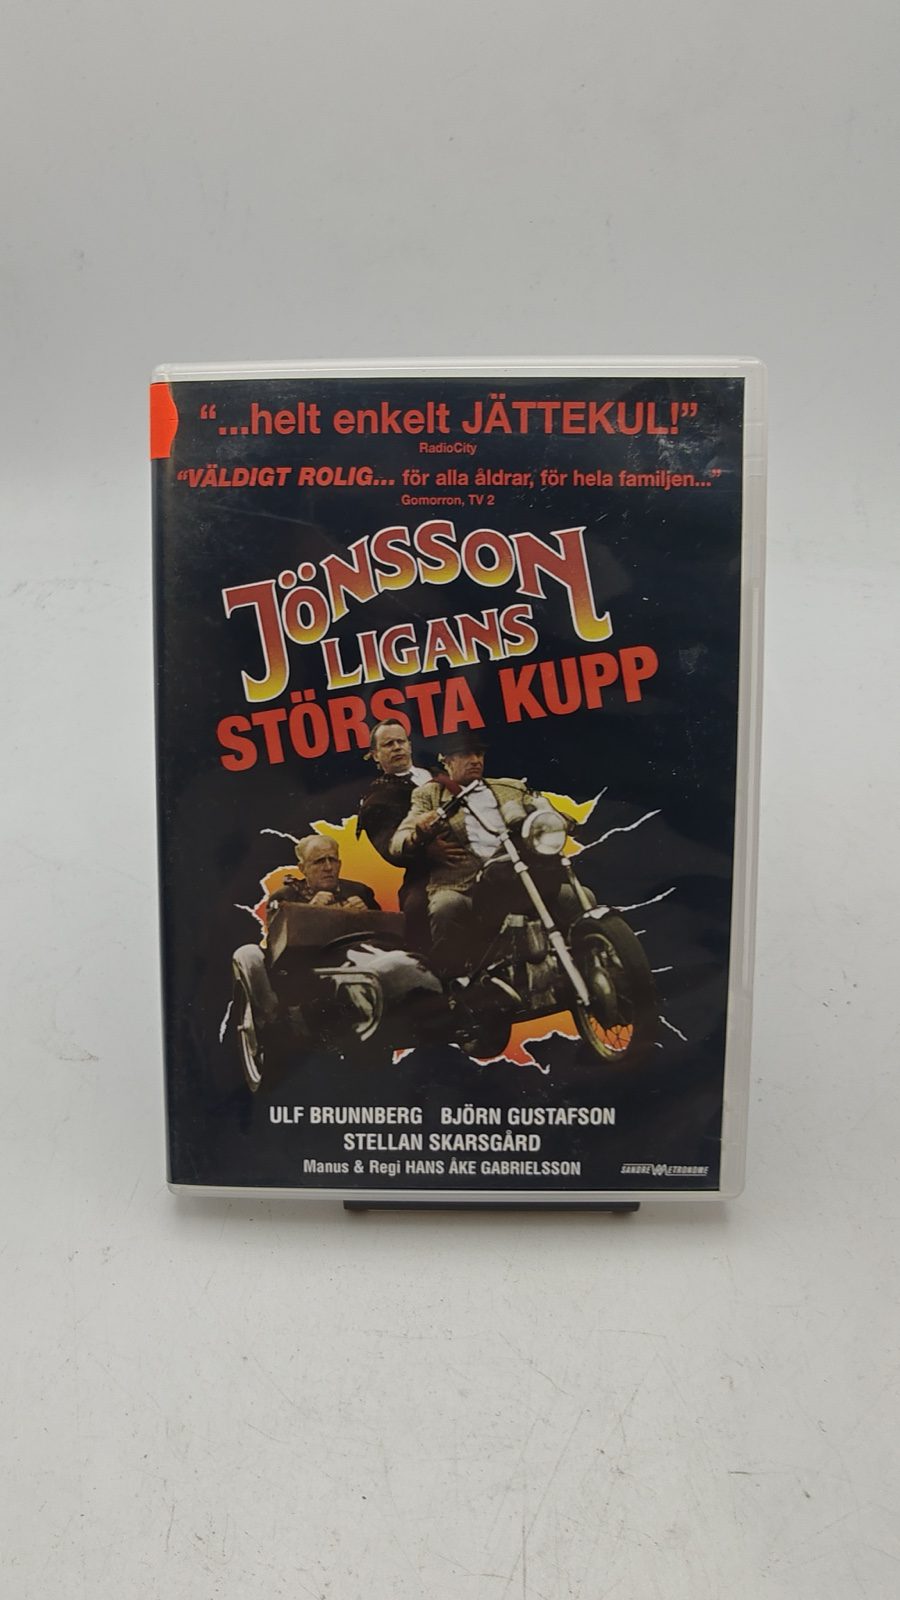 “...helt enkelt JÄTTEKUL!”
RadioCity
“VÄLDIGT ROLIG... för alla åldrar, för hela familjen...”
Gomorron, TV 2
JÖNSSON
LIGANS
STÖRSTA KUPP
ULF BRUNNBERG BJÖRN GUSTAFSON
STELLAN SKARSGÅRD
Manus & Regi HANS ÅKE GABRIELSSON
SANDREW METRONOME